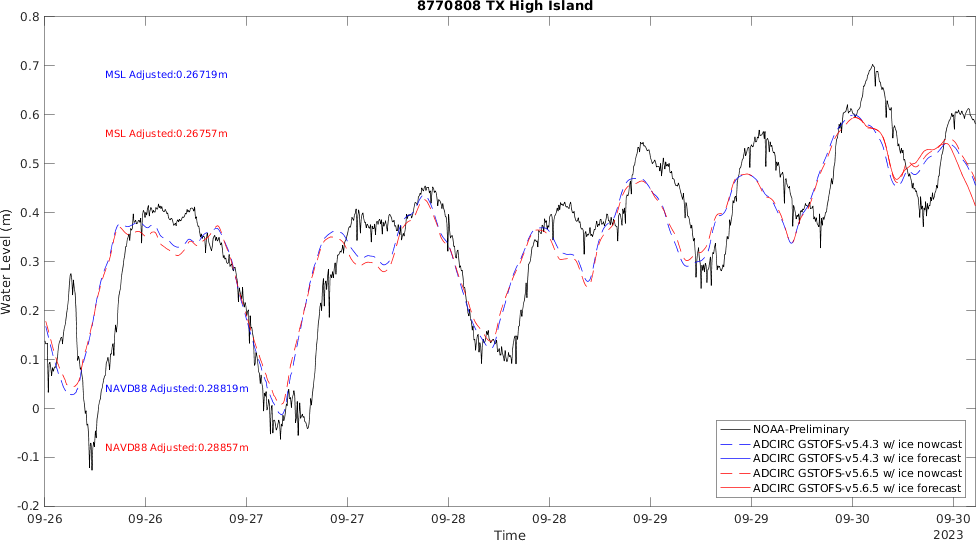 8770808 TX High Island
0.8
0.7
0.6
0.5
0.4
0.3
0.2
0.1
0
-0.1
-0.2
Water Level (m)
MSL Adjusted:0.26719m
MSL Adjusted:0.26757m
NAVD88 Adjusted:0.28819m
NAVD88 Adjusted:0.28857m
NOAA-Preliminary
ADCIRC GSTOFS-v5.4.3 w/ ice nowcast
ADCIRC GSTOFS-v5.4.3 w/ ice forecast
ADCIRC GSTOFS-v5.6.5 w/ ice nowcast
ADCIRC GSTOFS-v5.6.5 w/ ice forecast
09-26 09-26 09-27 09-27 09-28 09-28 09-29 09-29 09-30 09-30
2023
Time